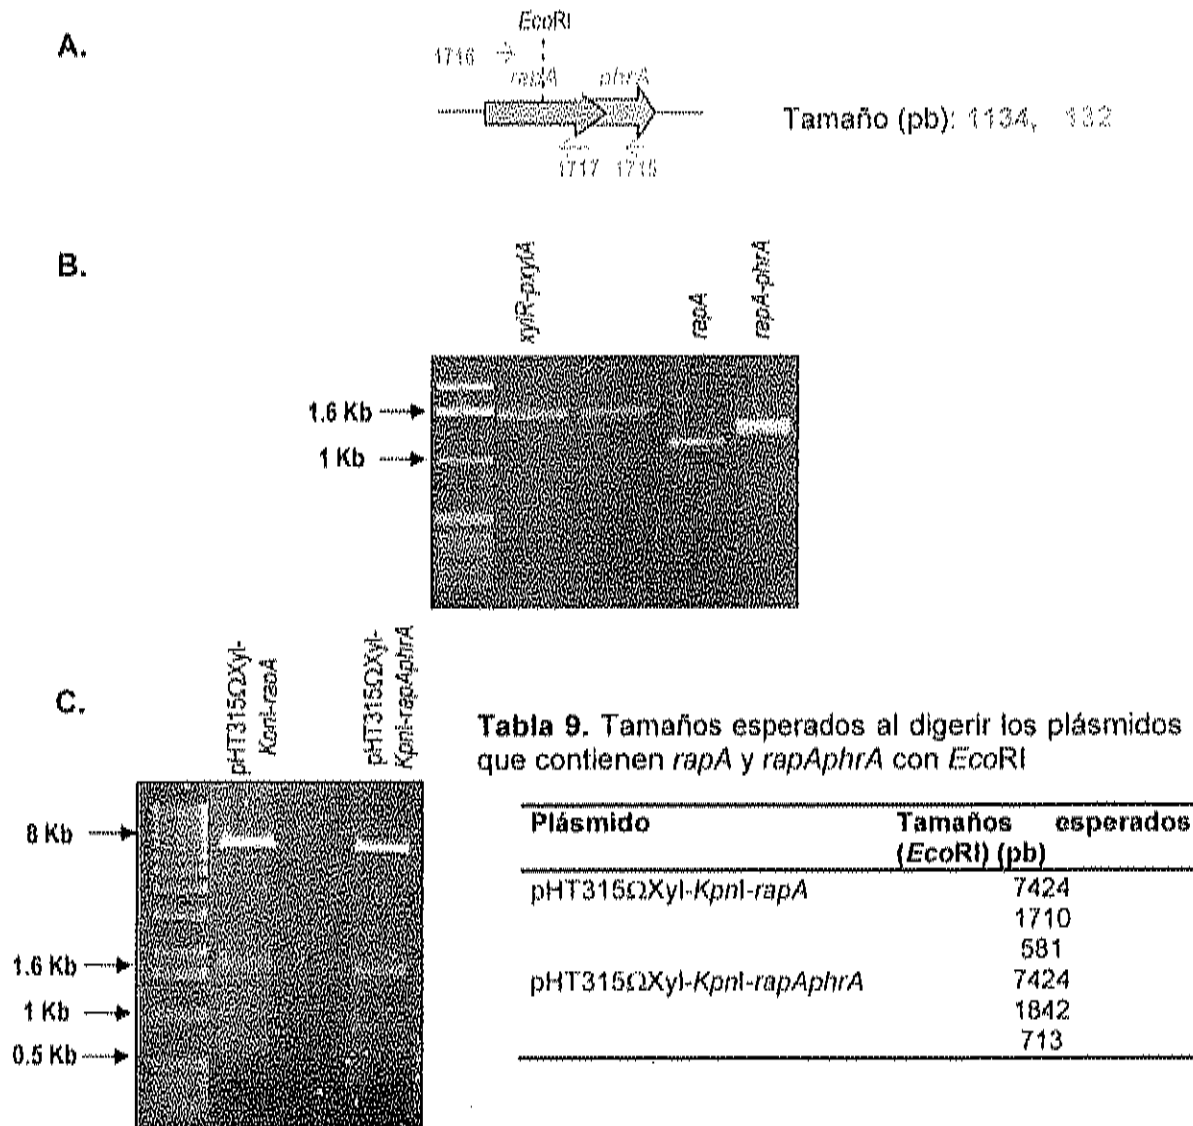 A.
EcoRI
1716
rapA phrA
Tamaño (pb): 1134, 132
1717 1715
B.
xylR-pxylA
rapA
rapA-phrA
1.6 Kb
1 Kb
C.
pHT315ΩXyl-
KpnI-rapA
pHT315ΩXyl-
KpnI-rapAphrA
8 Kb
1.6 Kb
1 Kb
0.5 Kb
Tabla 9. Tamaños esperados al digerir los plásmidos
que contienen rapA y rapAphrA con EcoRI
Plásmido Tamaños esperados
(EcoRI) (pb)
pHT315ΩXyl-KpnI-rapA 7424
1710
581
pHT315ΩXyl-KpnI-rapAphrA 7424
1842
713